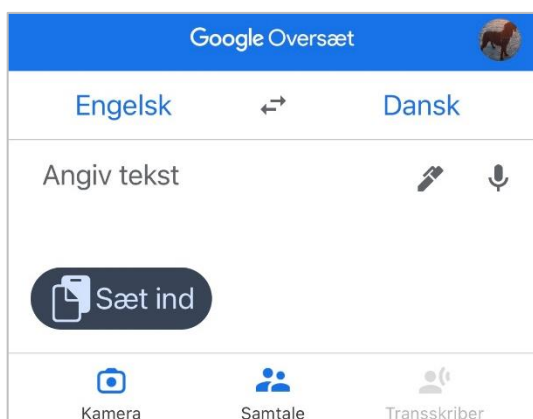 Google Oversæt
Engelsk Dansk
Angiv tekst
Sæt ind
Kamera Samtale Transskriber